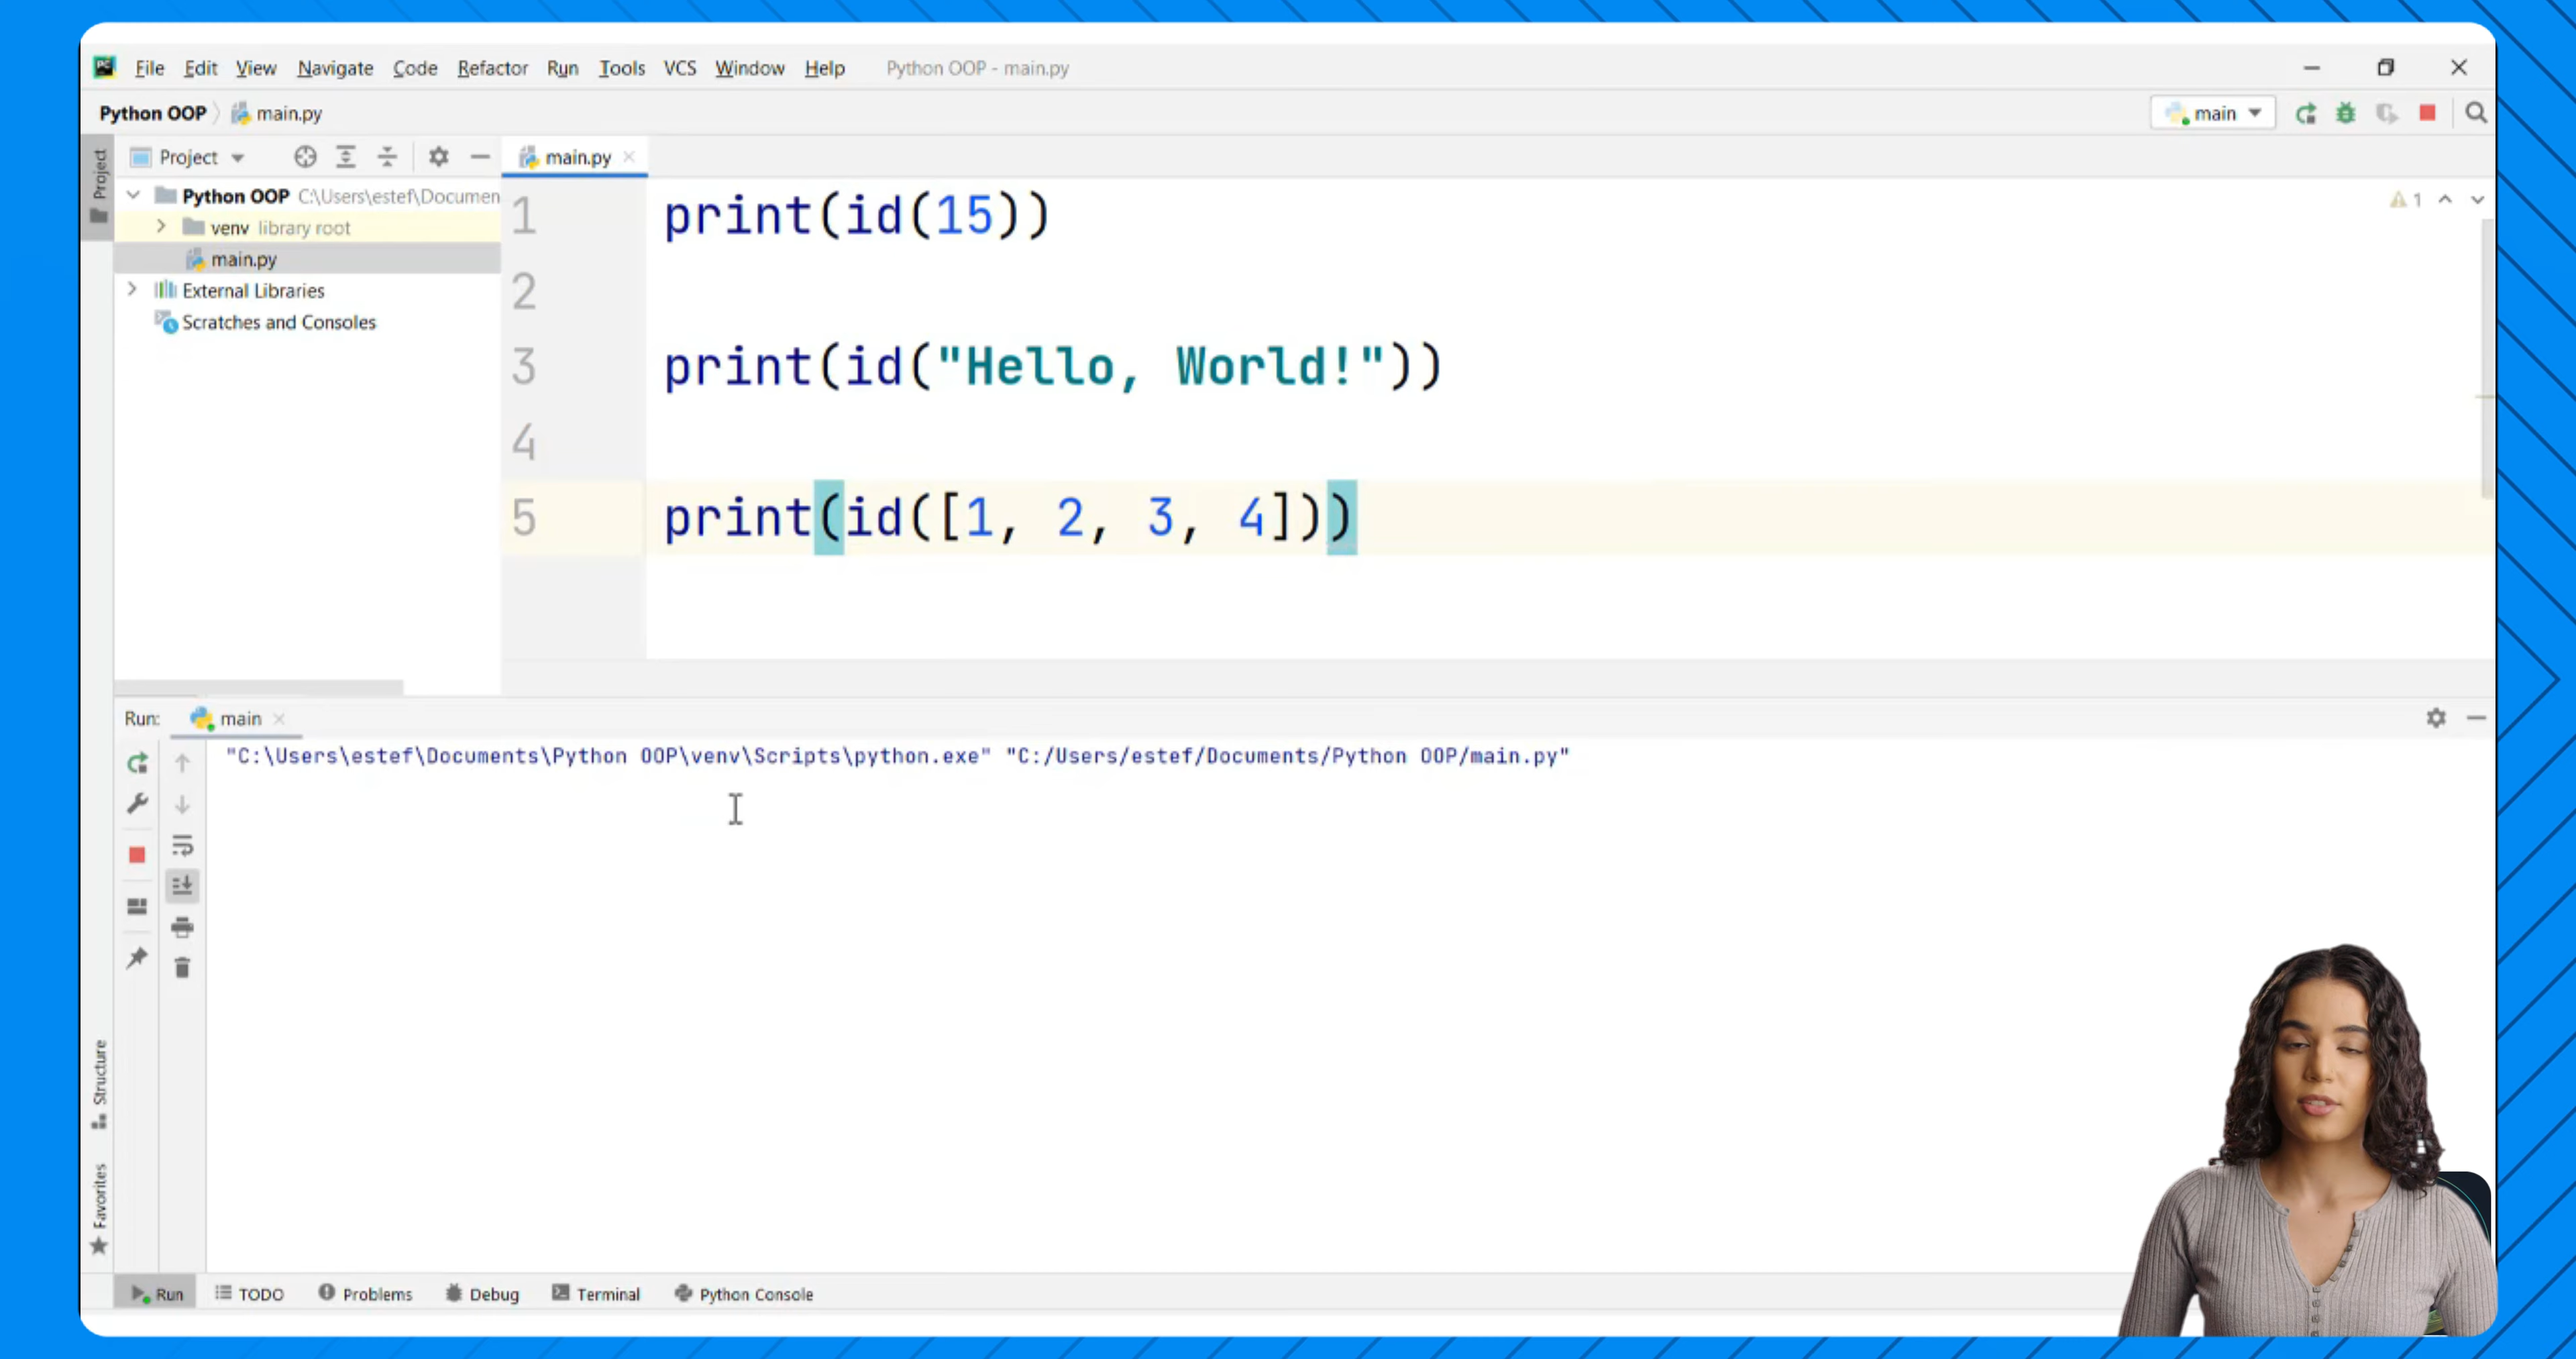 File Edit View Navigate Code Refactor Run Tools VCS Window Help Python OOP - main.py
Python OOP main.py main
Project Project main.py
Python OOP C:\Users\estef\Documen
venv library root
main.py
External Libraries
Scratches and Consoles
1 print(id(15))
2
3 print(id("Hello, World!"))
4
5 print(id([1, 2, 3, 4]))
1
Run: main
"C:\Users\estef\Documents\Python OOP\venv\Scripts\python.exe" "C:/Users/estef/Documents/Python OOP/main.py"
Structure
Favorites
Run TODO Problems Debug Terminal Python Console